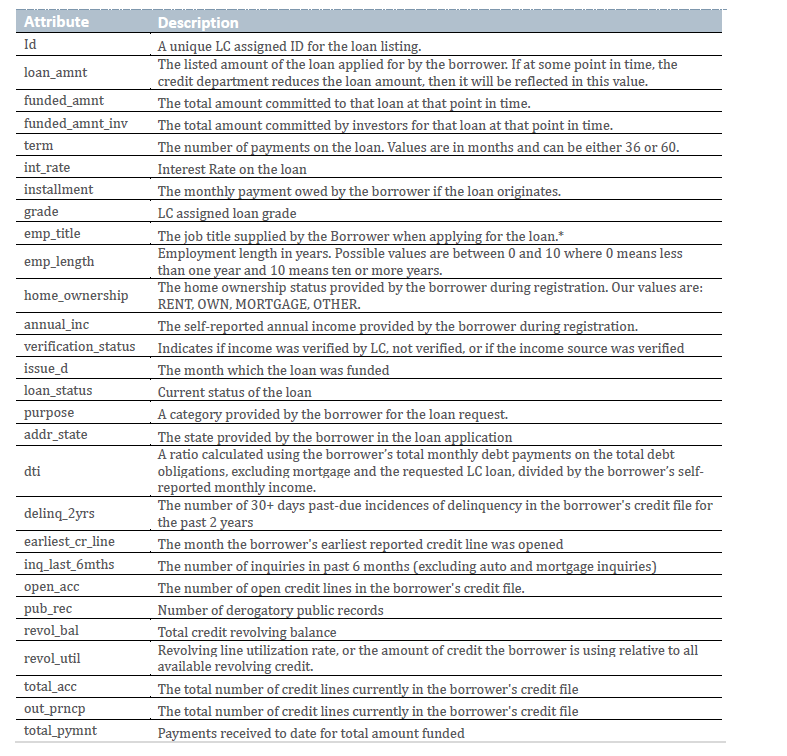 Attribute Description
Id A unique LC assigned ID for the loan listing.
loan_amnt The listed amount of the loan applied for by the borrower. If at some point in time, the
credit department reduces the loan amount, then it will be reflected in this value.
funded_amnt The total amount committed to that loan at that point in time.
funded_amnt_inv The total amount committed by investors for that loan at that point in time.
term The number of payments on the loan. Values are in months and can be either 36 or 60.
int_rate Interest Rate on the loan
installment The monthly payment owed by the borrower if the loan originates.
grade LC assigned loan grade
emp_title The job title supplied by the Borrower when applying for the loan.*
emp_length Employment length in years. Possible values are between 0 and 10 where 0 means less
than one year and 10 means ten or more years.
home_ownership The home ownership status provided by the borrower during registration. Our values are:
RENT, OWN, MORTGAGE, OTHER.
annual_inc The self-reported annual income provided by the borrower during registration.
verification_status Indicates if income was verified by LC, not verified, or if the income source was verified
issue_d The month which the loan was funded
loan_status Current status of the loan
purpose A category provided by the borrower for the loan request.
addr_state The state provided by the borrower in the loan application
dti A ratio calculated using the borrower's total monthly debt payments on the total debt
obligations, excluding mortgage and the requested LC loan, divided by the borrower's self-
reported monthly income.
delinq_2yrs The number of 30+ days past-due incidences of delinquency in the borrower's credit file for
the past 2 years
earliest_cr_line The month the borrower's earliest reported credit line was opened
inq_last_6mths The number of inquiries in past 6 months (excluding auto and mortgage inquiries)
open_acc The number of open credit lines in the borrower's credit file.
pub_rec Number of derogatory public records
revol_bal Total credit revolving balance
revol_util Revolving line utilization rate, or the amount of credit the borrower is using relative to all
available revolving credit.
total_acc The total number of credit lines currently in the borrower's credit file
out_prncp The total number of credit lines currently in the borrower's credit file
total_pymnt Payments received to date for total amount funded